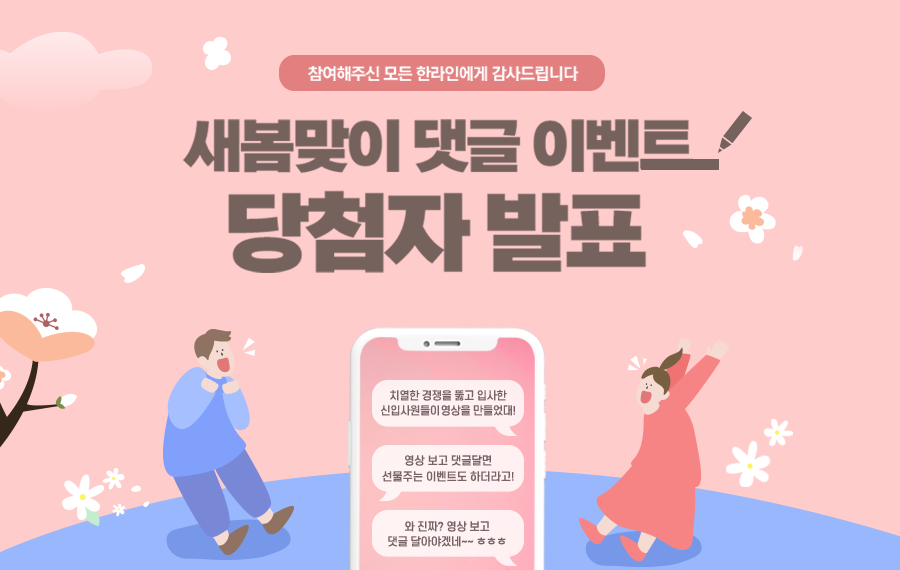 참여해주신 모든 한라인에게 감사드립니다
새봄맞이 댓글 이벤트
당첨자 발표
치열한 경쟁을 뚫고 입사한
신입사원들이 영상을 만들었대!
영상 보고 댓글달면
선물주는 이벤트도 하더라고!
와 진짜? 영상 보고
댓글 달아야겠네~~ ㅎㅎㅎ